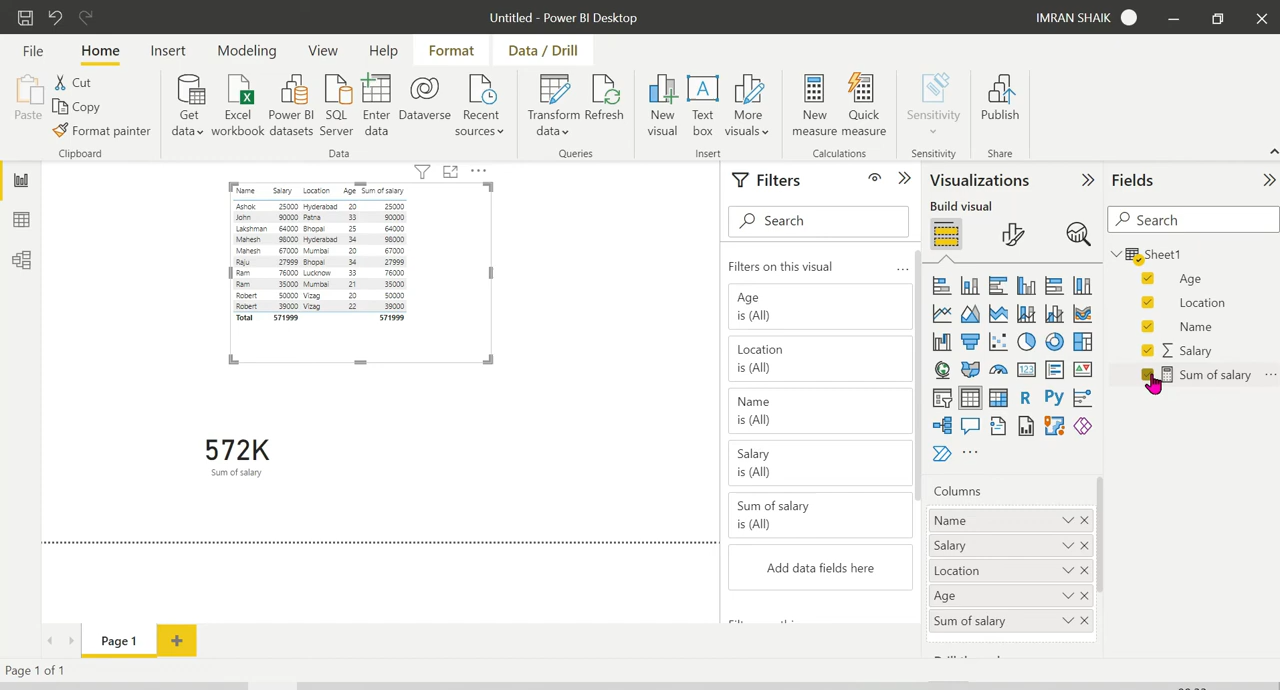 Untitled - Power BI Desktop
IMRAN SHAIK
File Home Insert Modeling View Help Format Data / Drill
Paste
Cut
Copy
Format painter
Clipboard
Get data
Excel workbook
PowerBI datasets
SQL Server
Enter data
Dataverse
Recent sources
Data
Transform data
Refresh
Queries
New visual
Text box
More visuals
Insert
New measure
Quick measure
Calculations
Sensitivity
Sensitivity
Publish
Share
Name Salary Location Age Sum of salary
Ashok 25000 Hyderabad 20 25000
John 90000 Patna 33 90000
Lakshman 64000 Bhopal 25 64000
Mahesh 98000 Hyderabad 34 98000
Mahesh 67000 Mumbai 20 67000
Raju 27999 Bhopal 34 27999
Ram 76000 Lucknow 33 76000
Ram 35000 Mumbai 21 35000
Robert 50000 Vizag 20 50000
Robert 39000 Vizag 22 39000
Total 571999 571999
572K
Sum of salary
Filters
Search
Filters on this visual
Age
is (All)
Location
is (All)
Name
is (All)
Salary
is (All)
Sum of salary
is (All)
Add data fields here
Visualizations
Build visual
123
R Py
Columns
Name
Salary
Location
Age
Sum of salary
Fields
Search
Sheet1
Age
Location
Name
Salary
Sum of salary
Page 1
Page 1 of 1